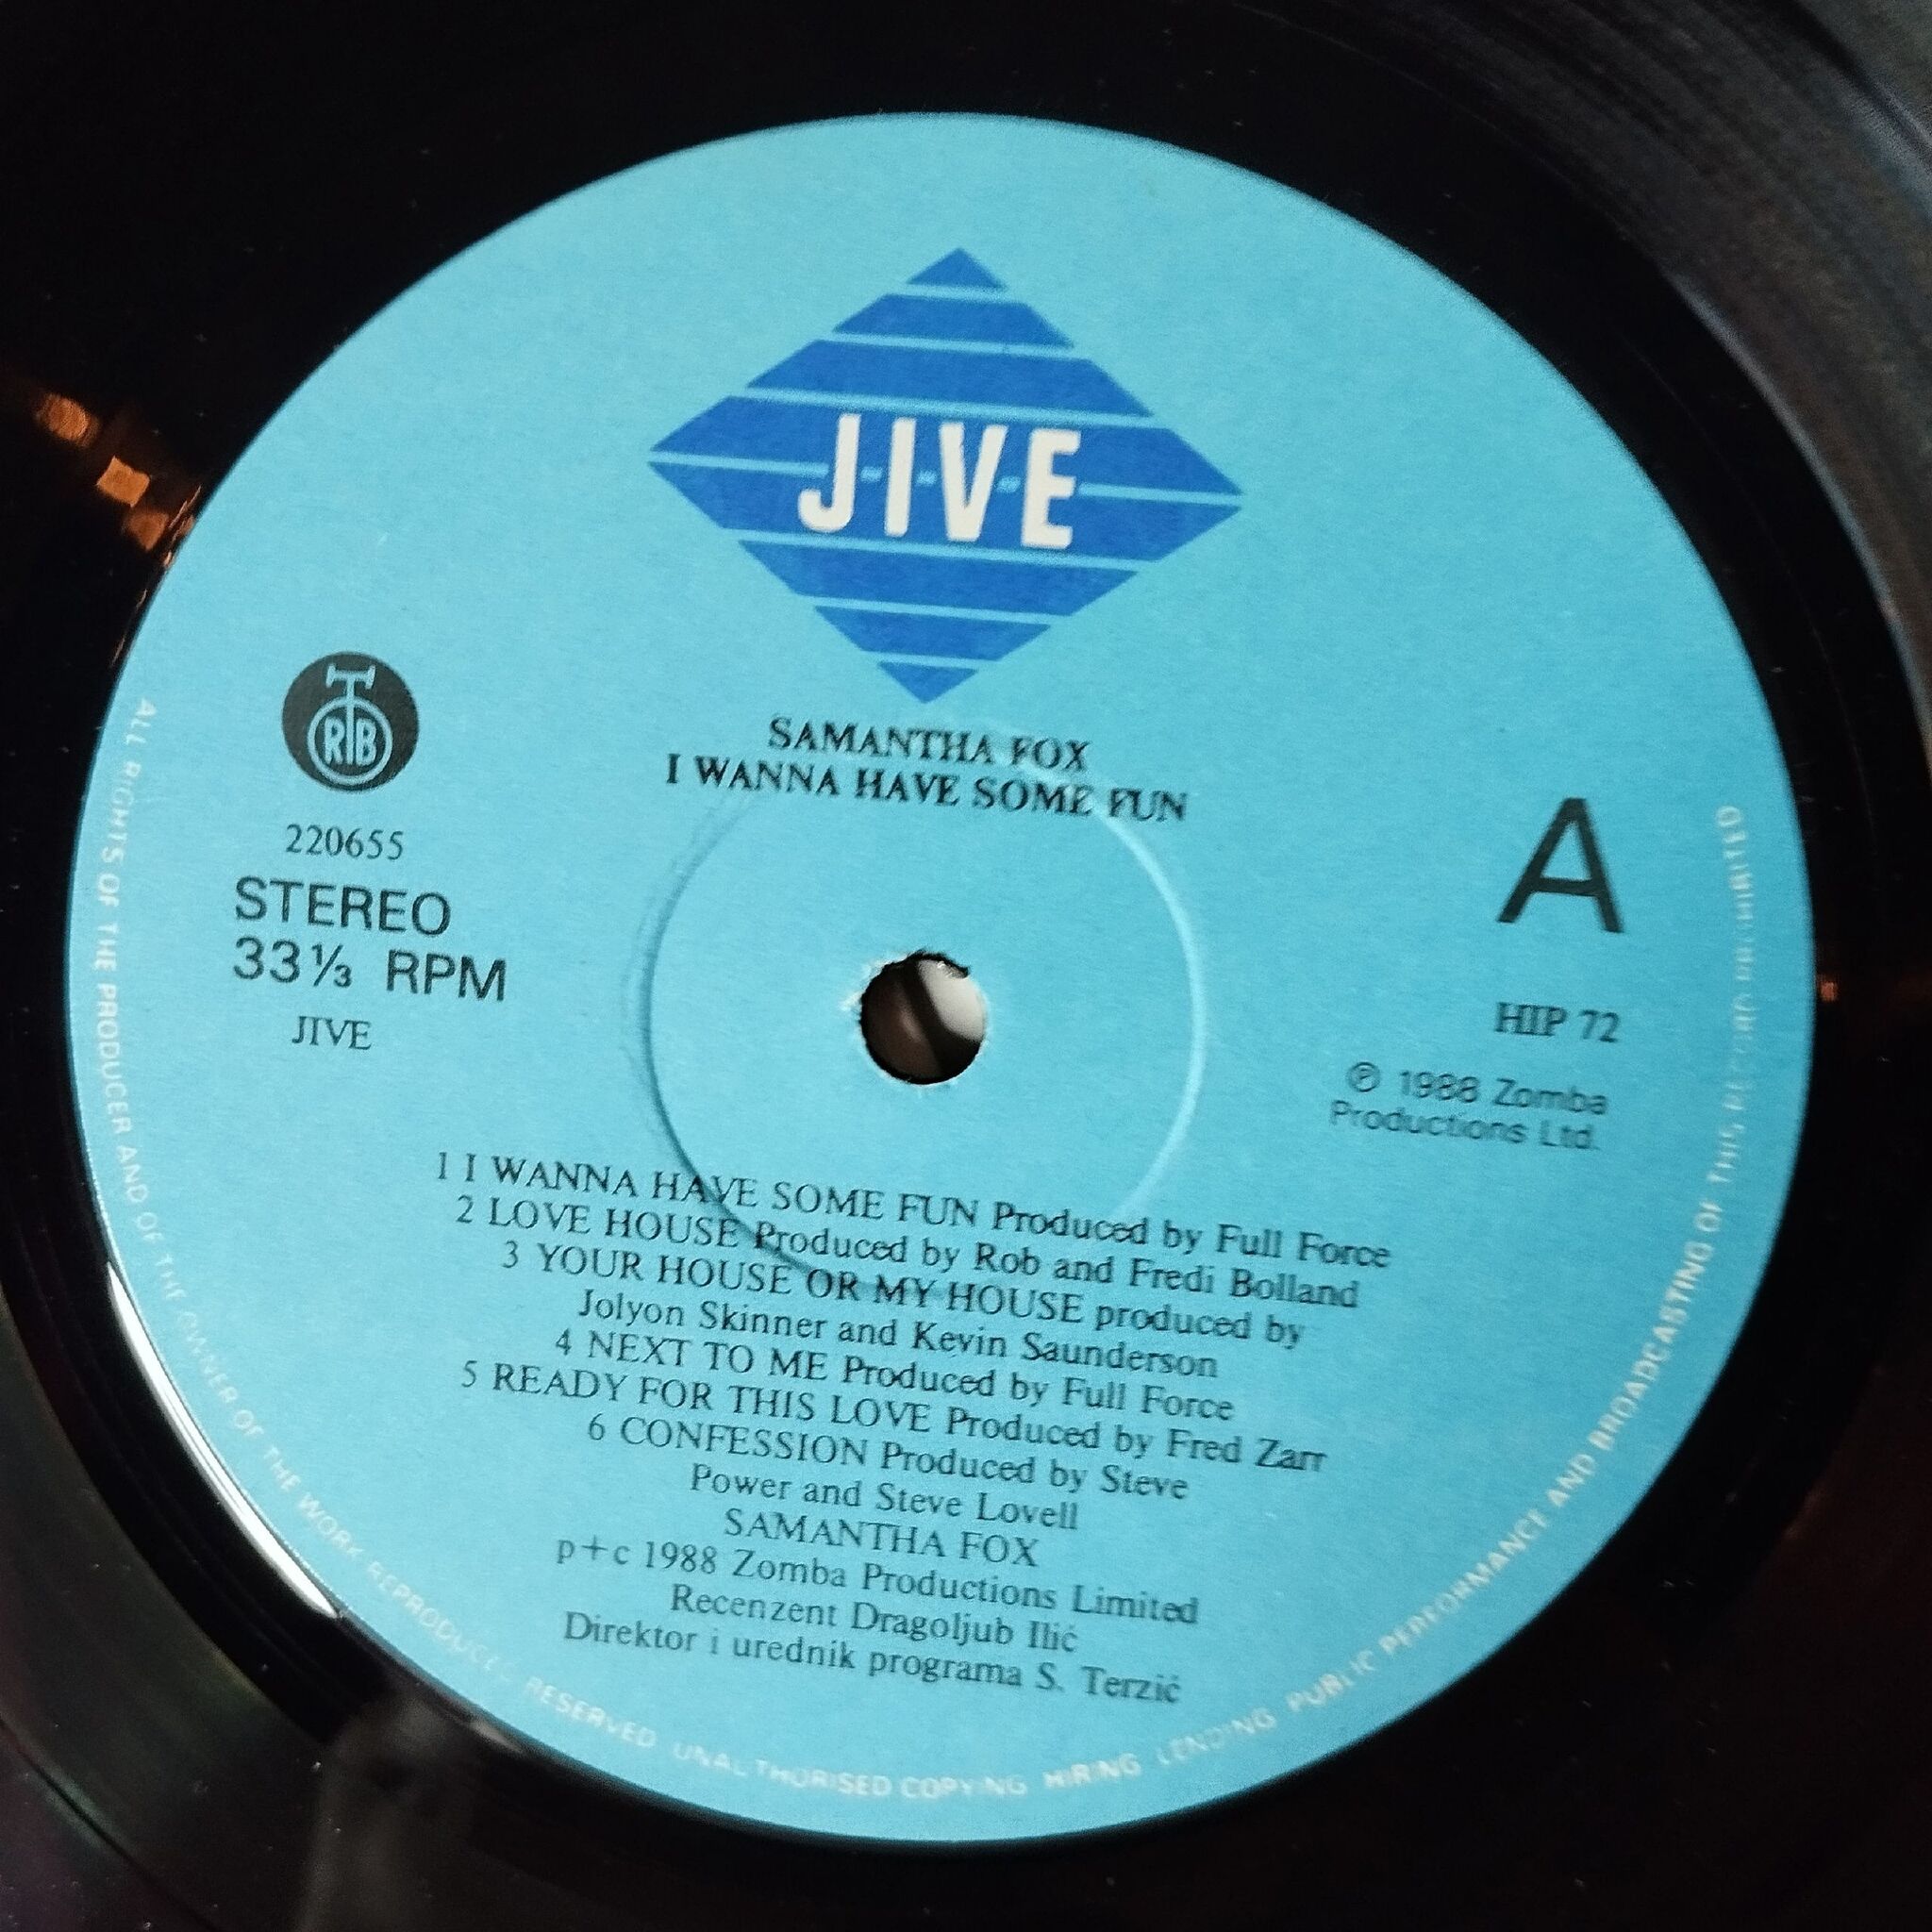 JIVE
RTB
SAMANTHA FOX
I WANNA HAVE SOME FUN
220655
STEREO
33⅓ RPM
JIVE
A
HIP 72
℗ 1988 Zomba
Productions Ltd.
1 I WANNA HAVE SOME FUN Produced by Full Force
2 LOVE HOUSE Produced by Rob and Fredi Bolland
3 YOUR HOUSE OR MY HOUSE produced by
Jolyon Skinner and Kevin Saunderson
4 NEXT TO ME Produced by Full Force
5 READY FOR THIS LOVE Produced by Fred Zarr
6 CONFESSION Produced by Steve
Power and Steve Lovell
SAMANTHA FOX
p+c 1988 Zomba Productions Limited
Recenzent Dragoljub Ilić
Direktor i urednik programa S. Terzić
ALL RIGHTS OF THE PRODUCER AND OF THE OWNER OF THE WORK REPRODUCED RESERVED UNAUTHORISED COPYING HIRING LENDING PUBLIC PERFORMANCE AND BROADCASTING OF THIS RECORD PROHIBITED